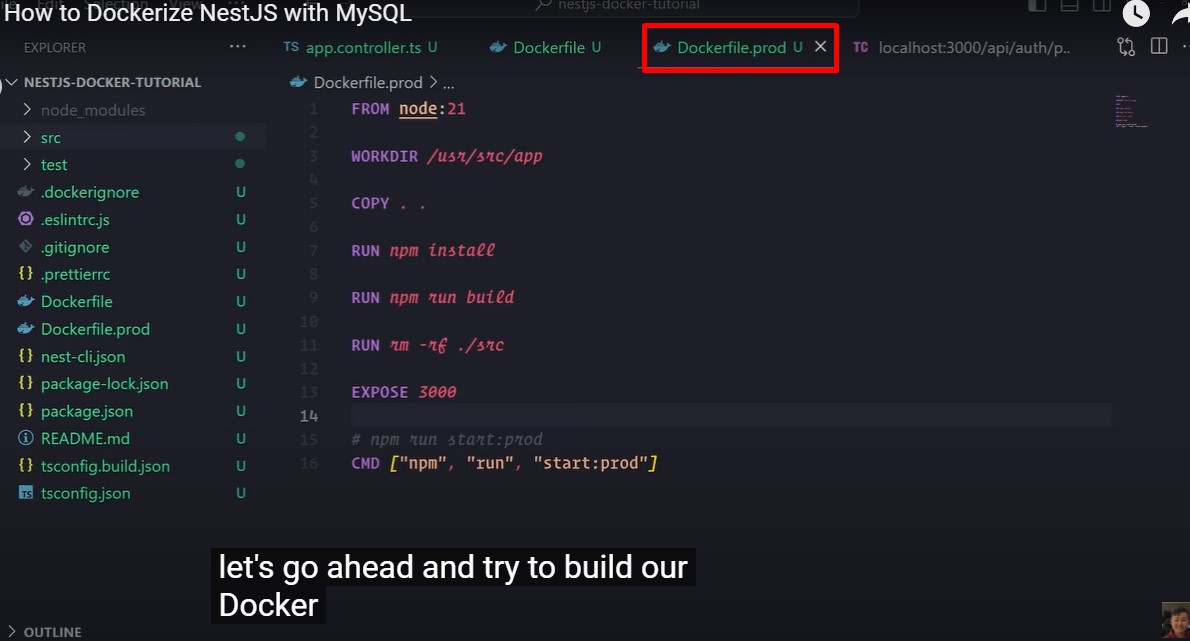 How to Dockerize NestJS with MySQL
nestjs-docker-tutorial
EXPLORER
TS app.controller.ts U
Dockerfile U
Dockerfile.prod U
TC localhost:3000/api/auth/p..
NESTJS-DOCKER-TUTORIAL
Dockerfile.prod > ...
node_modules
src
test
.dockerignore U
.eslintrc.js U
.gitignore U
{} .prettierrc U
Dockerfile U
Dockerfile.prod U
{} nest-cli.json U
{} package-lock.json U
{} package.json U
README.md U
{} tsconfig.build.json U
TS tsconfig.json U
1 FROM node:21
2
3 WORKDIR /usr/src/app
4
5 COPY . .
6
7 RUN npm install
8
9 RUN npm run build
10
11 RUN rm -rf ./src
12
13 EXPOSE 3000
14
15 # npm run start:prod
16 CMD ["npm", "run", "start:prod"]
let's go ahead and try to build our
Docker
OUTLINE